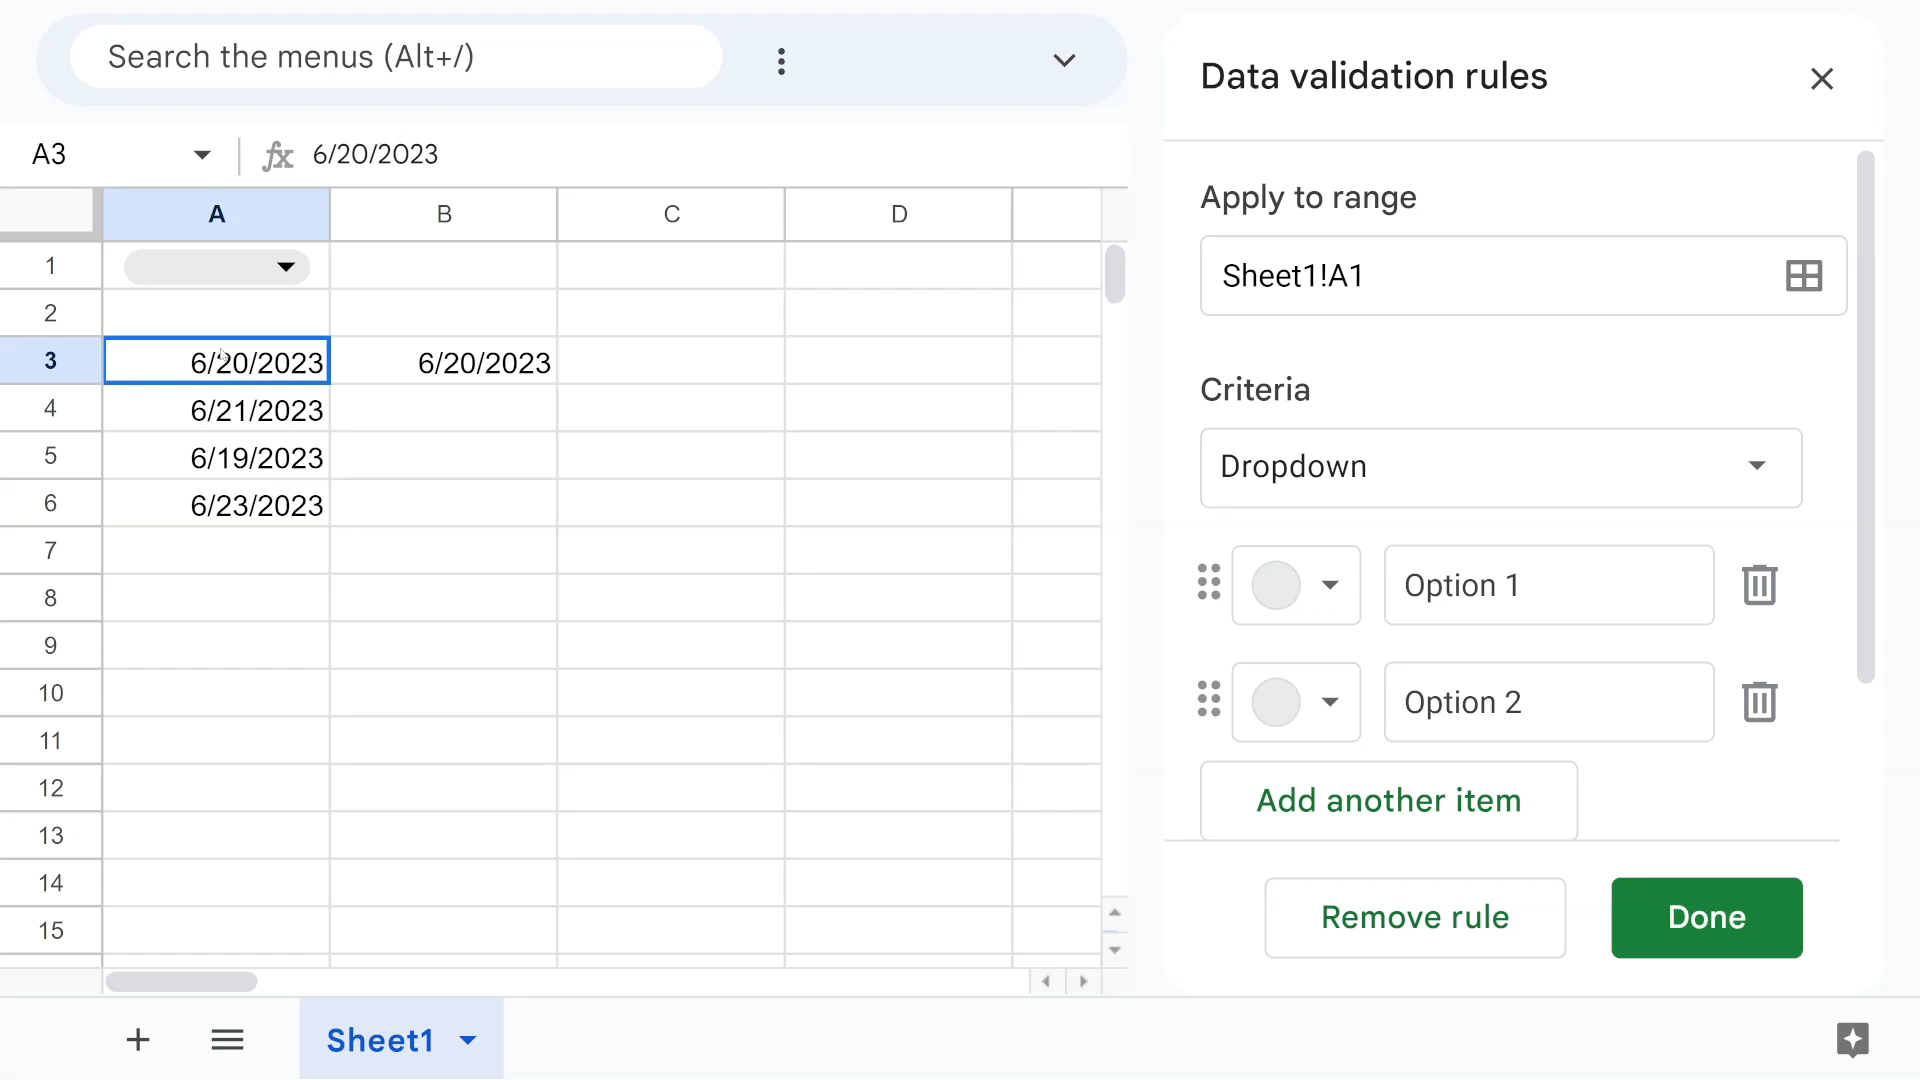 Search the menus (Alt+/)
A3
fx 6/20/2023
A B C D
1
2
3 6/20/2023 6/20/2023
4 6/21/2023
5 6/19/2023
6 6/23/2023
7
8
9
10
11
12
13
14
15
Sheet1
Data validation rules
Apply to range
Sheet1!A1
Criteria
Dropdown
Option 1
Option 2
Add another item
Remove rule
Done